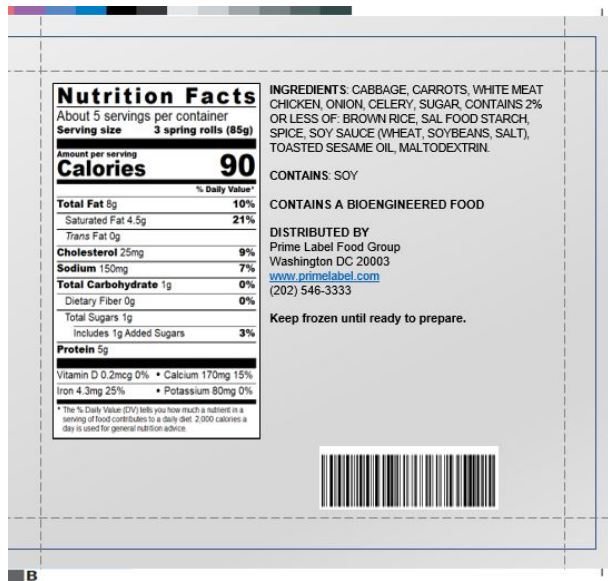 Nutrition Facts
About 5 servings per container
Serving size 3 spring rolls (85g)
Amount per serving
Calories 90
% Daily Value*
Total Fat 8g 10%
Saturated Fat 4.5g 21%
Trans Fat 0g
Cholesterol 25mg 9%
Sodium 150mg 7%
Total Carbohydrate 1g 0%
Dietary Fiber 0g 0%
Total Sugars 1g
Includes 1g Added Sugars 3%
Protein 5g
Vitamin D 0.2mcg 0% • Calcium 170mg 15%
Iron 4.3mg 25% • Potassium 80mg 0%
* The % Daily Value (DV) tells you how much a nutrient in a
serving of food contributes to a daily diet. 2,000 calories a
day is used for general nutrition advice.
INGREDIENTS: CABBAGE, CARROTS, WHITE MEAT
CHICKEN, ONION, CELERY, SUGAR, CONTAINS 2%
OR LESS OF: BROWN RICE, SAL FOOD STARCH,
SPICE, SOY SAUCE (WHEAT, SOYBEANS, SALT),
TOASTED SESAME OIL, MALTODEXTRIN.
CONTAINS: SOY
CONTAINS A BIOENGINEERED FOOD
DISTRIBUTED BY
Prime Label Food Group
Washington DC 20003
www.primelabel.com
(202) 546-3333
Keep frozen until ready to prepare.
B